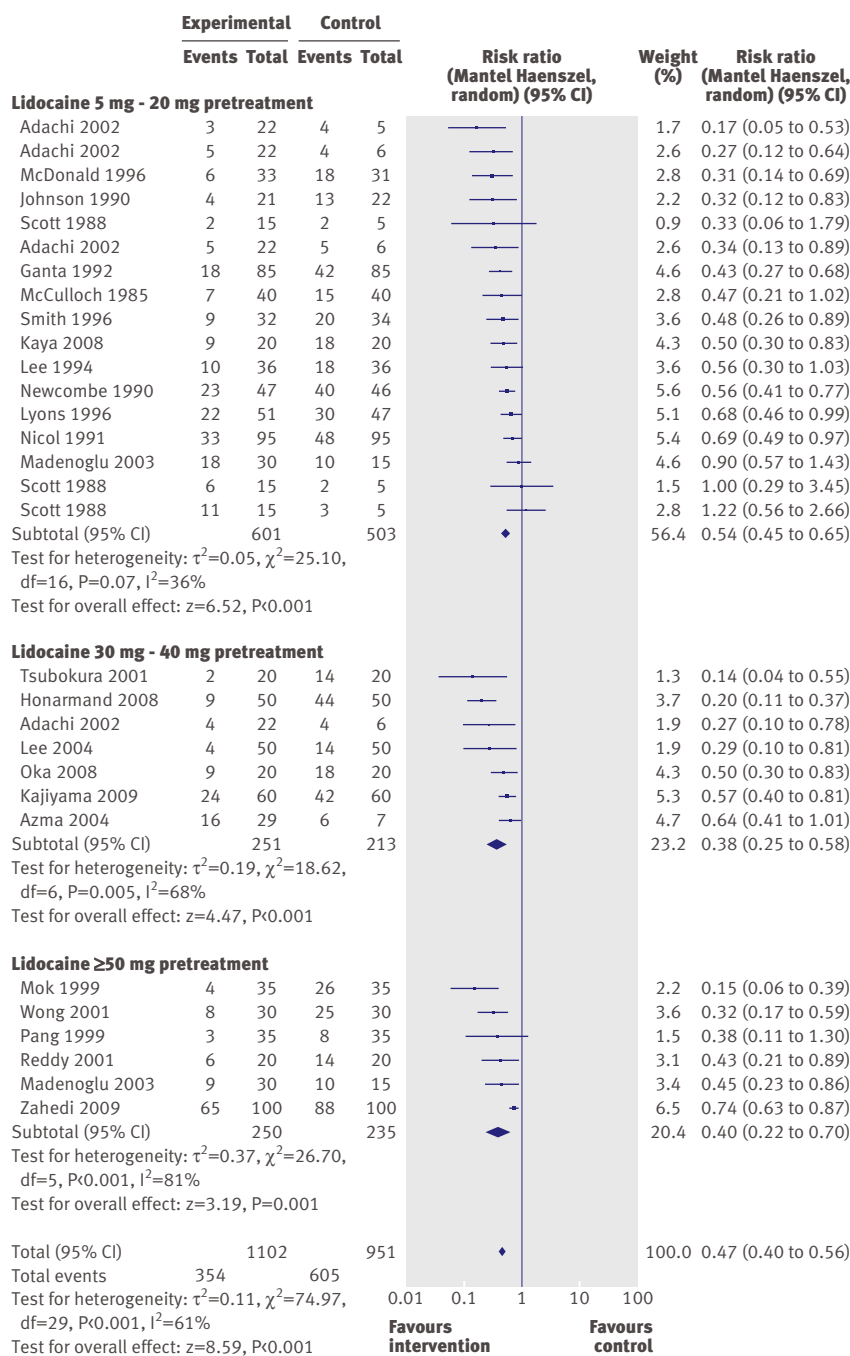 Experimental Control
Events Total Events Total Risk ratio (Mantel Haenszel, random) (95% CI) Weight (%) Risk ratio (Mantel Haenszel, random) (95% CI)
Lidocaine 5 mg - 20 mg pretreatment
Adachi 2002 3 22 4 5 1.7 0.17 (0.05 to 0.53)
Adachi 2002 5 22 4 6 2.6 0.27 (0.12 to 0.64)
McDonald 1996 6 33 18 31 2.8 0.31 (0.14 to 0.69)
Johnson 1990 4 21 13 22 2.2 0.32 (0.12 to 0.83)
Scott 1988 2 15 2 5 0.9 0.33 (0.06 to 1.79)
Adachi 2002 5 22 5 6 2.6 0.34 (0.13 to 0.89)
Ganta 1992 18 85 42 85 4.6 0.43 (0.27 to 0.68)
McCulloch 1985 7 40 15 40 2.8 0.47 (0.21 to 1.02)
Smith 1996 9 32 20 34 3.6 0.48 (0.26 to 0.89)
Kaya 2008 9 20 18 20 4.3 0.50 (0.30 to 0.83)
Lee 1994 10 36 18 36 3.6 0.56 (0.30 to 1.03)
Newcombe 1990 23 47 40 46 5.6 0.56 (0.41 to 0.77)
Lyons 1996 22 51 30 47 5.1 0.68 (0.46 to 0.99)
Nicol 1991 33 95 48 95 5.4 0.69 (0.49 to 0.97)
Madenoglu 2003 18 30 10 15 4.6 0.90 (0.57 to 1.43)
Scott 1988 6 15 2 5 1.5 1.00 (0.29 to 3.45)
Scott 1988 11 15 3 5 2.8 1.22 (0.56 to 2.66)
Subtotal (95% CI) 601 503 56.4 0.54 (0.45 to 0.65)
Test for heterogeneity: τ²=0.05, χ²=25.10,
df=16, P=0.07, I²=36%
Test for overall effect: z=6.52, P<0.001
Lidocaine 30 mg - 40 mg pretreatment
Tsubokura 2001 2 20 14 20 1.3 0.14 (0.04 to 0.55)
Honarmand 2008 9 50 44 50 3.7 0.20 (0.11 to 0.37)
Adachi 2002 4 22 4 6 1.9 0.27 (0.10 to 0.78)
Lee 2004 4 50 14 50 1.9 0.29 (0.10 to 0.81)
Oka 2008 9 20 18 20 4.3 0.50 (0.30 to 0.83)
Kajiyama 2009 24 60 42 60 5.3 0.57 (0.40 to 0.81)
Azma 2004 16 29 6 7 4.7 0.64 (0.41 to 1.01)
Subtotal (95% CI) 251 213 23.2 0.38 (0.25 to 0.58)
Test for heterogeneity: τ²=0.19, χ²=18.62,
df=6, P=0.005, I²=68%
Test for overall effect: z=4.47, P<0.001
Lidocaine ≥50 mg pretreatment
Mok 1999 4 35 26 35 2.2 0.15 (0.06 to 0.39)
Wong 2001 8 30 25 30 3.6 0.32 (0.17 to 0.59)
Pang 1999 3 35 8 35 1.5 0.38 (0.11 to 1.30)
Reddy 2001 6 20 14 20 3.1 0.43 (0.21 to 0.89)
Madenoglu 2003 9 30 10 15 3.4 0.45 (0.23 to 0.86)
Zahedi 2009 65 100 88 100 6.5 0.74 (0.63 to 0.87)
Subtotal (95% CI) 250 235 20.4 0.40 (0.22 to 0.70)
Test for heterogeneity: τ²=0.37, χ²=26.70,
df=5, P<0.001, I²=81%
Test for overall effect: z=3.19, P=0.001
Total (95% CI) 1102 951 100.0 0.47 (0.40 to 0.56)
Total events 354 605
Test for heterogeneity: τ²=0.11, χ²=74.97,
df=29, P<0.001, I²=61%
Test for overall effect: z=8.59, P<0.001
0.01 0.1 1 10 100
Favours intervention Favours control